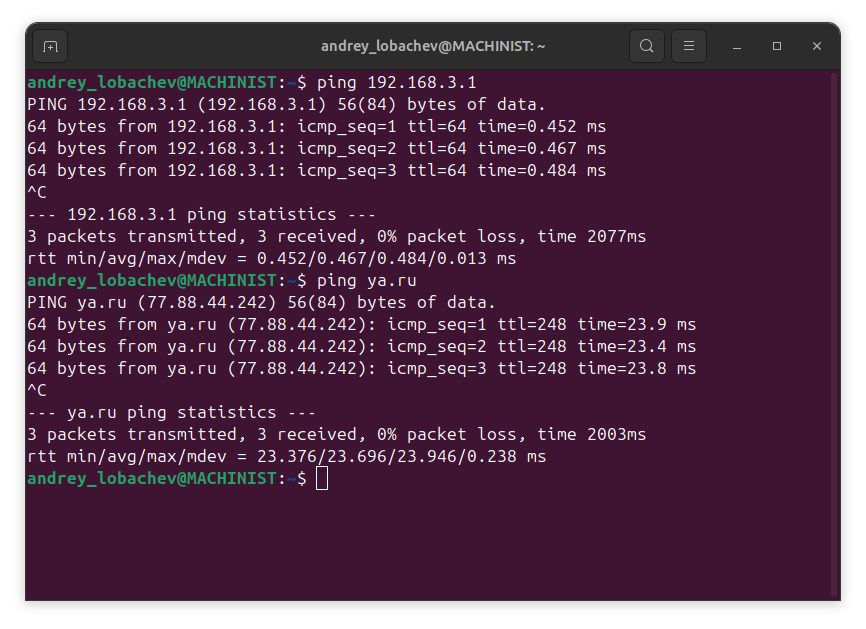 andrey_lobachev@MACHINIST: ~
andrey_lobachev@MACHINIST:~$ ping 192.168.3.1
PING 192.168.3.1 (192.168.3.1) 56(84) bytes of data.
64 bytes from 192.168.3.1: icmp_seq=1 ttl=64 time=0.452 ms
64 bytes from 192.168.3.1: icmp_seq=2 ttl=64 time=0.467 ms
64 bytes from 192.168.3.1: icmp_seq=3 ttl=64 time=0.484 ms
^C
--- 192.168.3.1 ping statistics ---
3 packets transmitted, 3 received, 0% packet loss, time 2077ms
rtt min/avg/max/mdev = 0.452/0.467/0.484/0.013 ms
andrey_lobachev@MACHINIST:~$ ping ya.ru
PING ya.ru (77.88.44.242) 56(84) bytes of data.
64 bytes from ya.ru (77.88.44.242): icmp_seq=1 ttl=248 time=23.9 ms
64 bytes from ya.ru (77.88.44.242): icmp_seq=2 ttl=248 time=23.4 ms
64 bytes from ya.ru (77.88.44.242): icmp_seq=3 ttl=248 time=23.8 ms
^C
--- ya.ru ping statistics ---
3 packets transmitted, 3 received, 0% packet loss, time 2003ms
rtt min/avg/max/mdev = 23.376/23.696/23.946/0.238 ms
andrey_lobachev@MACHINIST:~$